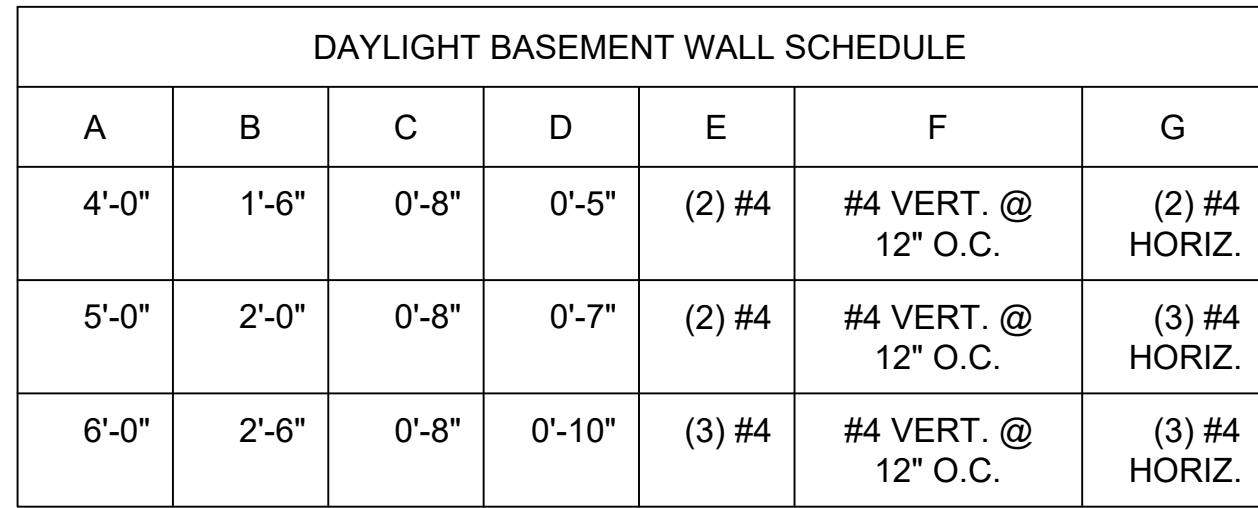 DAYLIGHT BASEMENT WALL SCHEDULE
A B C D E F G
4'-0" 1'-6" 0'-8" 0'-5" (2) #4 #4 VERT. @ (2) #4
12" O.C. HORIZ.
5'-0" 2'-0" 0'-8" 0'-7" (2) #4 #4 VERT. @ (3) #4
12" O.C. HORIZ.
6'-0" 2'-6" 0'-8" 0'-10" (3) #4 #4 VERT. @ (3) #4
12" O.C. HORIZ.